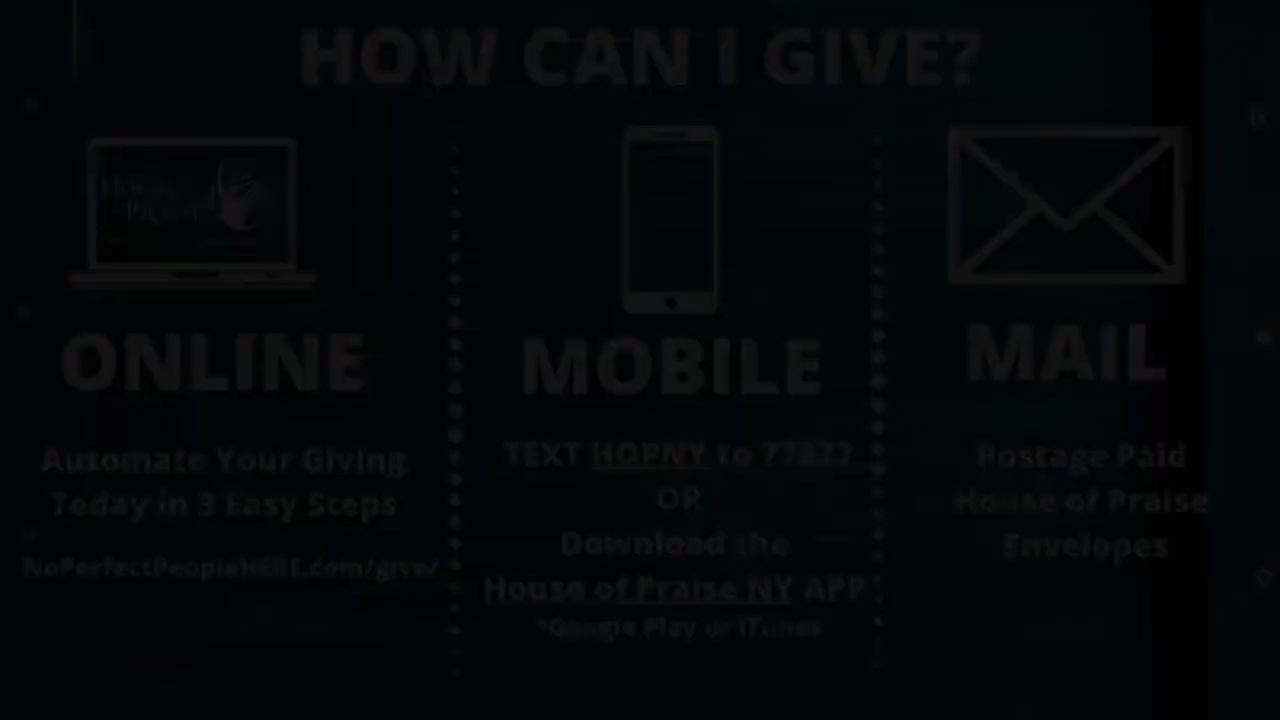 HOW CAN I GIVE?
ONLINE
Automate Your Giving
Today in 3 Easy Steps
NoPerfectPeopleHERE.com/give/
MOBILE
TEXT HOPNY to 77977
OR
Download the
House of Praise NY APP
*Google Play or iTunes
MAIL
Postage Paid
House of Praise
Envelopes